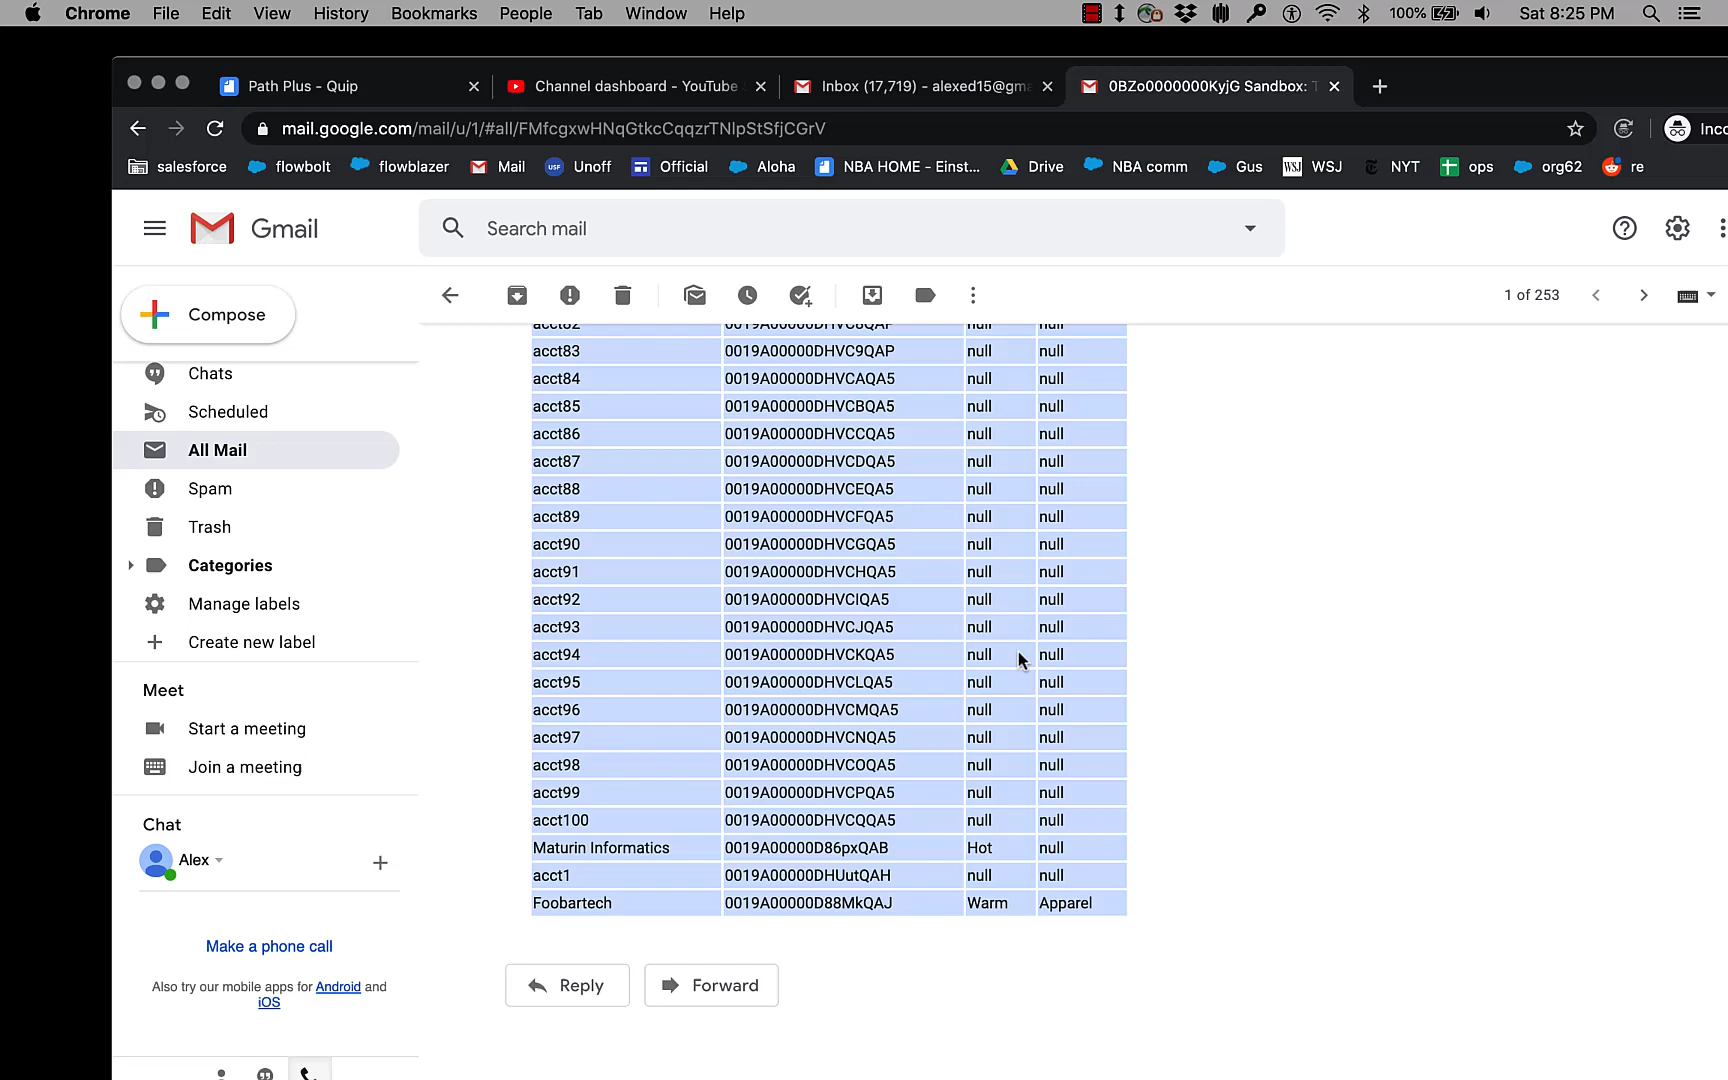 Chrome File Edit View History Bookmarks People Tab Window Help 100% Sat 8:25 PM
Path Plus - Quip Channel dashboard - YouTube Inbox (17,719) - alexed15@gma 0BZo0000000KyjG Sandbox: T
mail.google.com/mail/u/1/#all/FMfcgxwHNqGtkcCqqzrTNlpStSfjCGrV Inco
salesforce flowbolt flowblazer Mail USF Unoff Official Aloha NBA HOME - Einst... Drive NBA comm Gus WSJ WSJ NYT ops org62 re
Gmail Search mail
Compose 1 of 253
Chats
Scheduled
All Mail
Spam
Trash
Categories
Manage labels
Create new label
Meet
Start a meeting
Join a meeting
Chat
Alex
Make a phone call
Also try our mobile apps for Android and
iOS
acct82 0019A00000DHVC8QAP null null
acct83 0019A00000DHVC9QAP null null
acct84 0019A00000DHVCAQA5 null null
acct85 0019A00000DHVCBQA5 null null
acct86 0019A00000DHVCCQA5 null null
acct87 0019A00000DHVCDQA5 null null
acct88 0019A00000DHVCEQA5 null null
acct89 0019A00000DHVCFQA5 null null
acct90 0019A00000DHVCGQA5 null null
acct91 0019A00000DHVCHQA5 null null
acct92 0019A00000DHVCIQA5 null null
acct93 0019A00000DHVCJQA5 null null
acct94 0019A00000DHVCKQA5 null null
acct95 0019A00000DHVCLQA5 null null
acct96 0019A00000DHVCMQA5 null null
acct97 0019A00000DHVCNQA5 null null
acct98 0019A00000DHVCOQA5 null null
acct99 0019A00000DHVCPQA5 null null
acct100 0019A00000DHVCQQA5 null null
Maturin Informatics 0019A00000D86pxQAB Hot null
acct1 0019A00000DHUutQAH null null
Foobartech 0019A00000D88MkQAJ Warm Apparel
Reply Forward